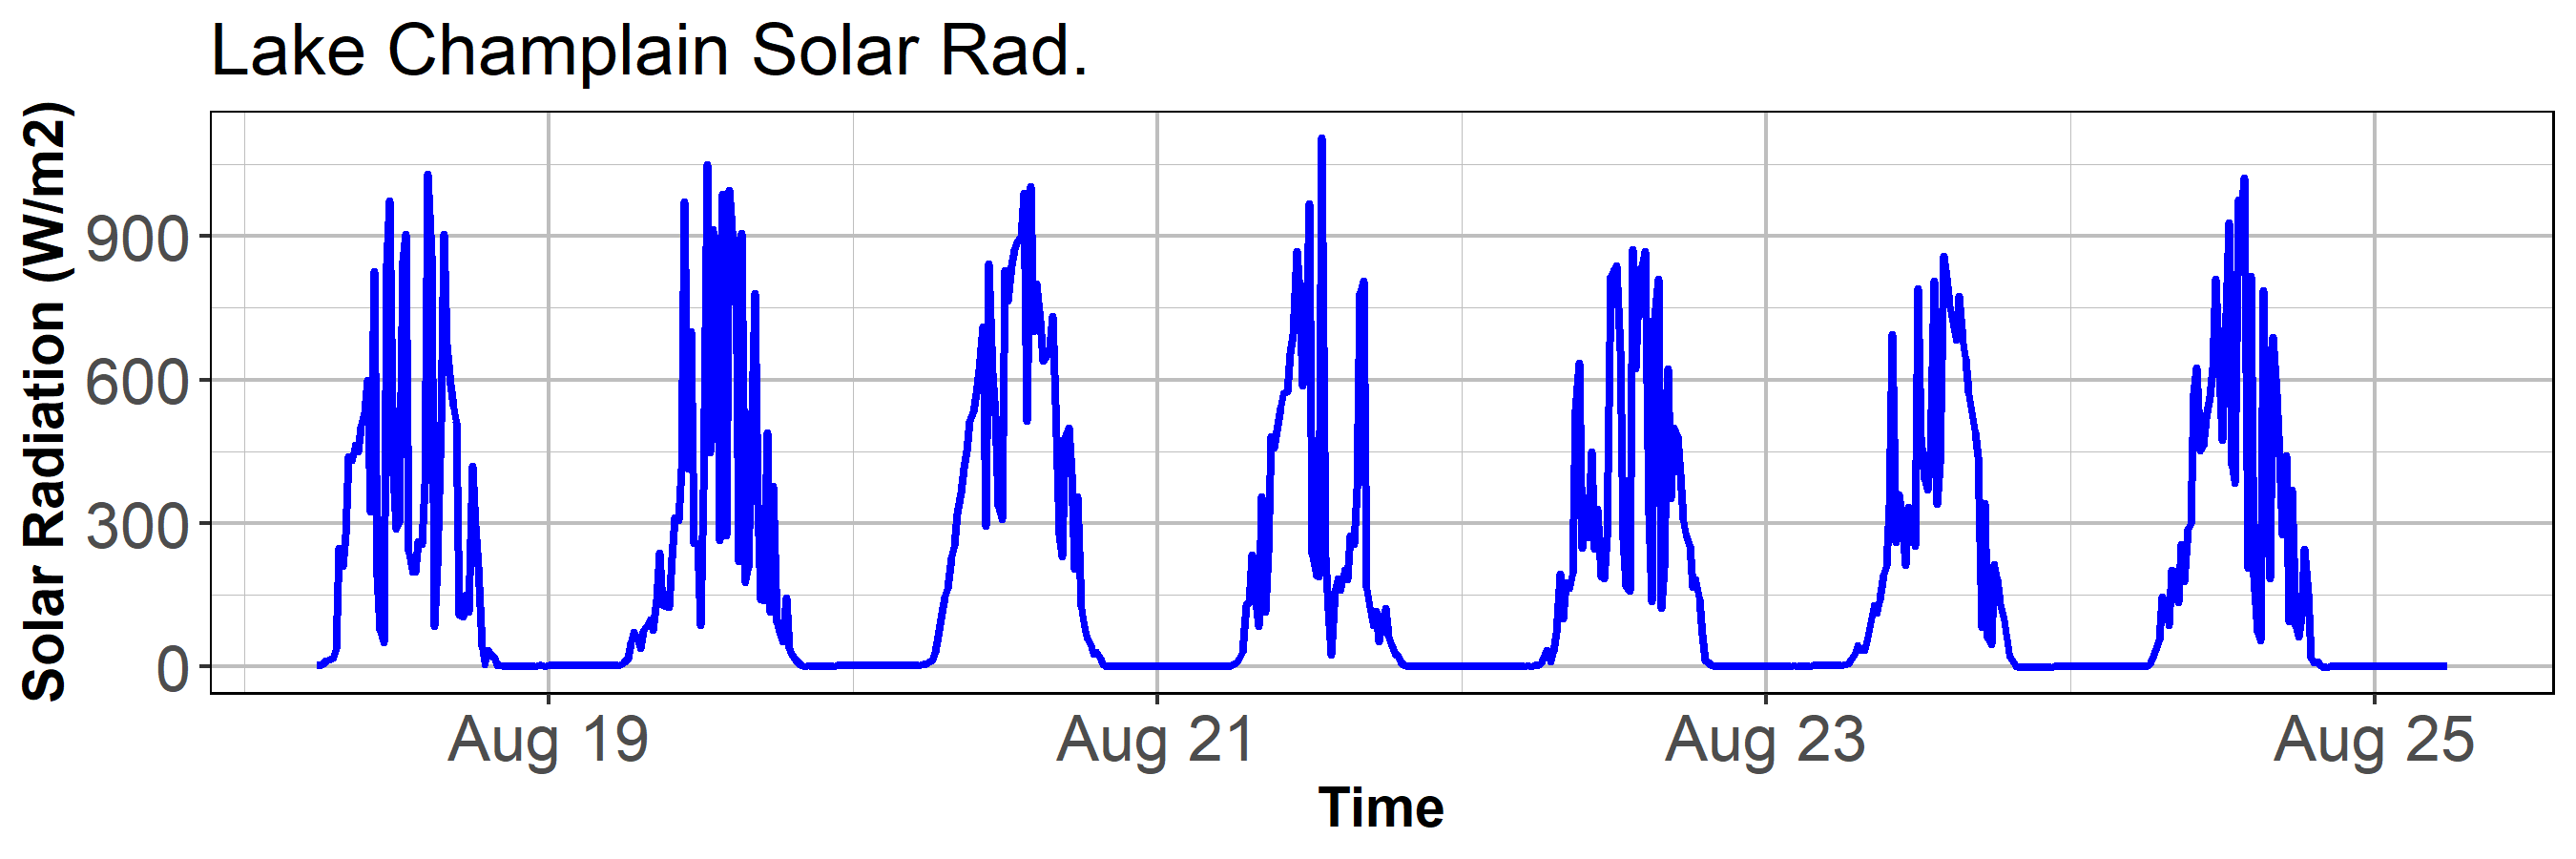 Lake Champlain Solar Rad.
Solar Radiation (W/m2)
900
600
300
0
Aug 19 Aug 21 Aug 23 Aug 25
Time